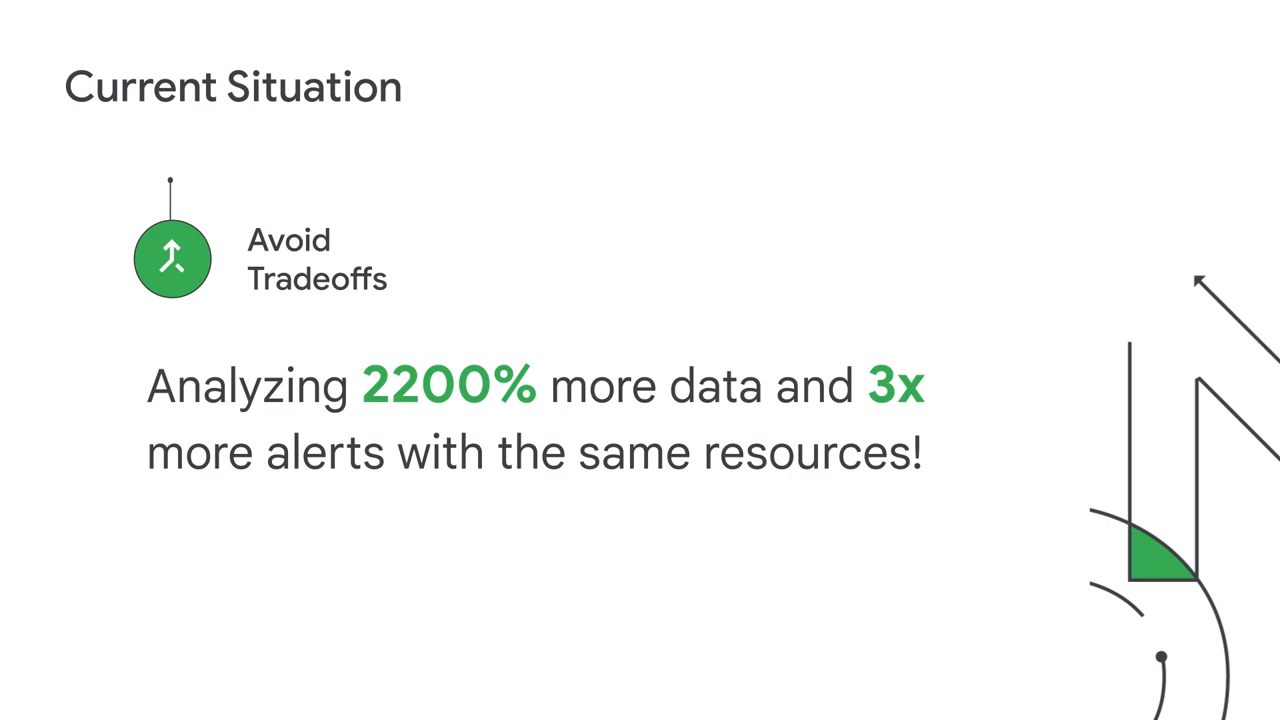 Current Situation
Avoid
Tradeoffs
Analyzing 2200% more data and 3x
more alerts with the same resources!